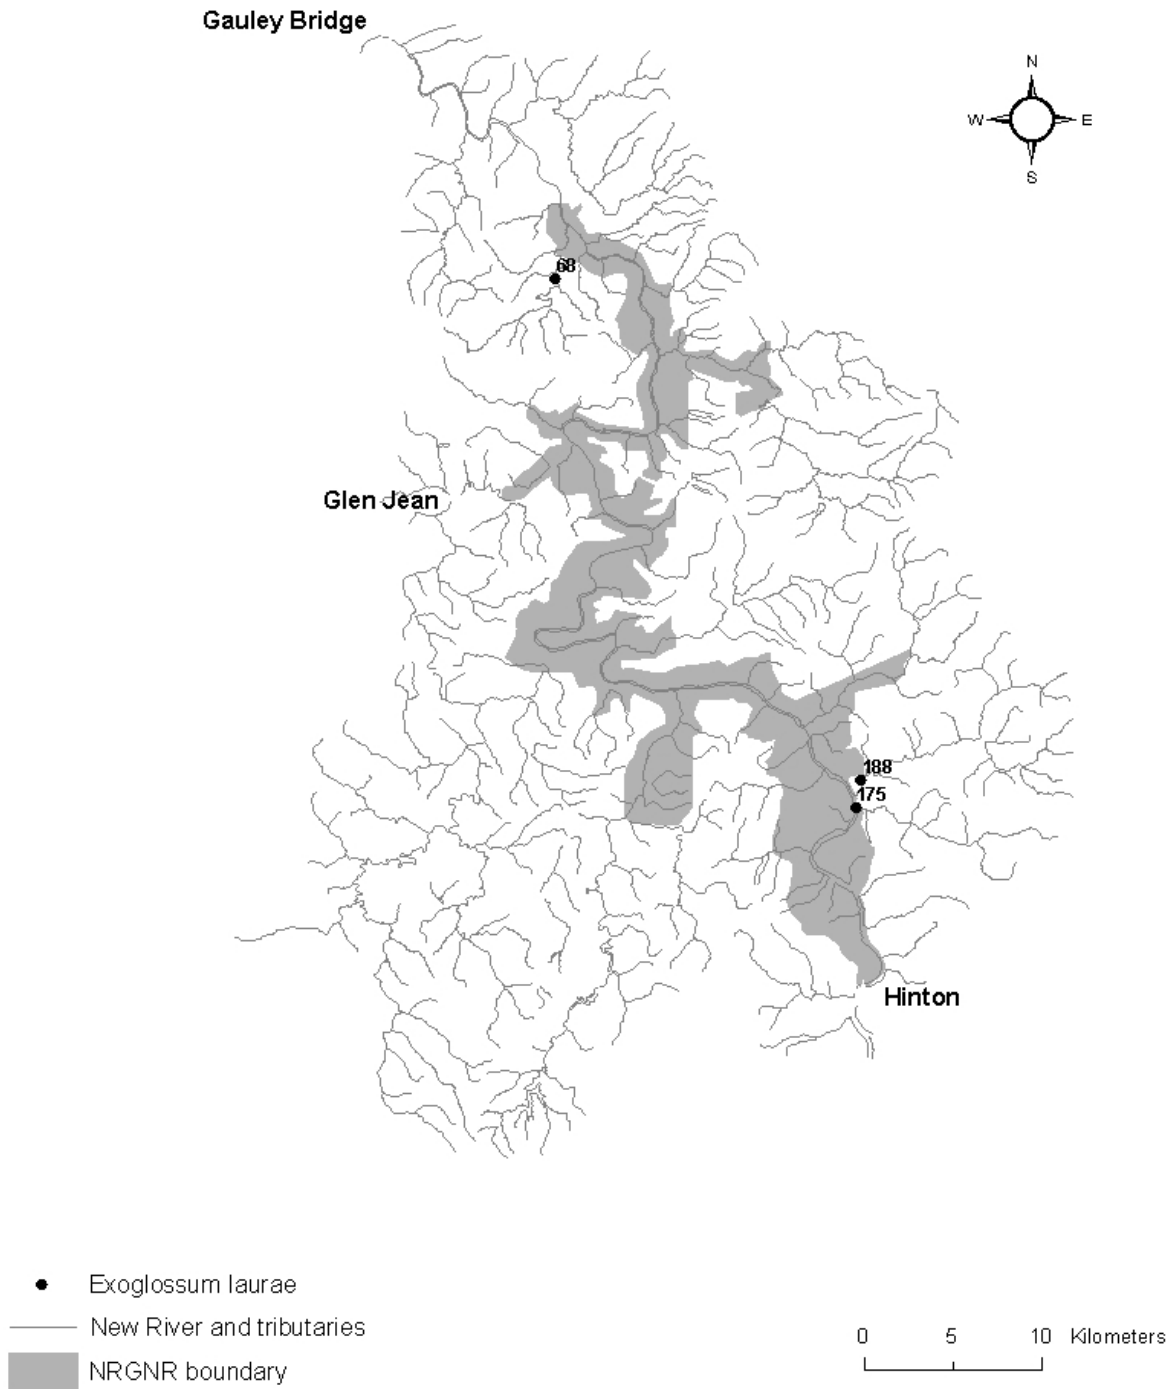 Gauley Bridge
N
W E
S
68
Glen Jean
188
175
Hinton
Exoglossum laurae
New River and tributaries
0 5 10 Kilometers
NRGNR boundary